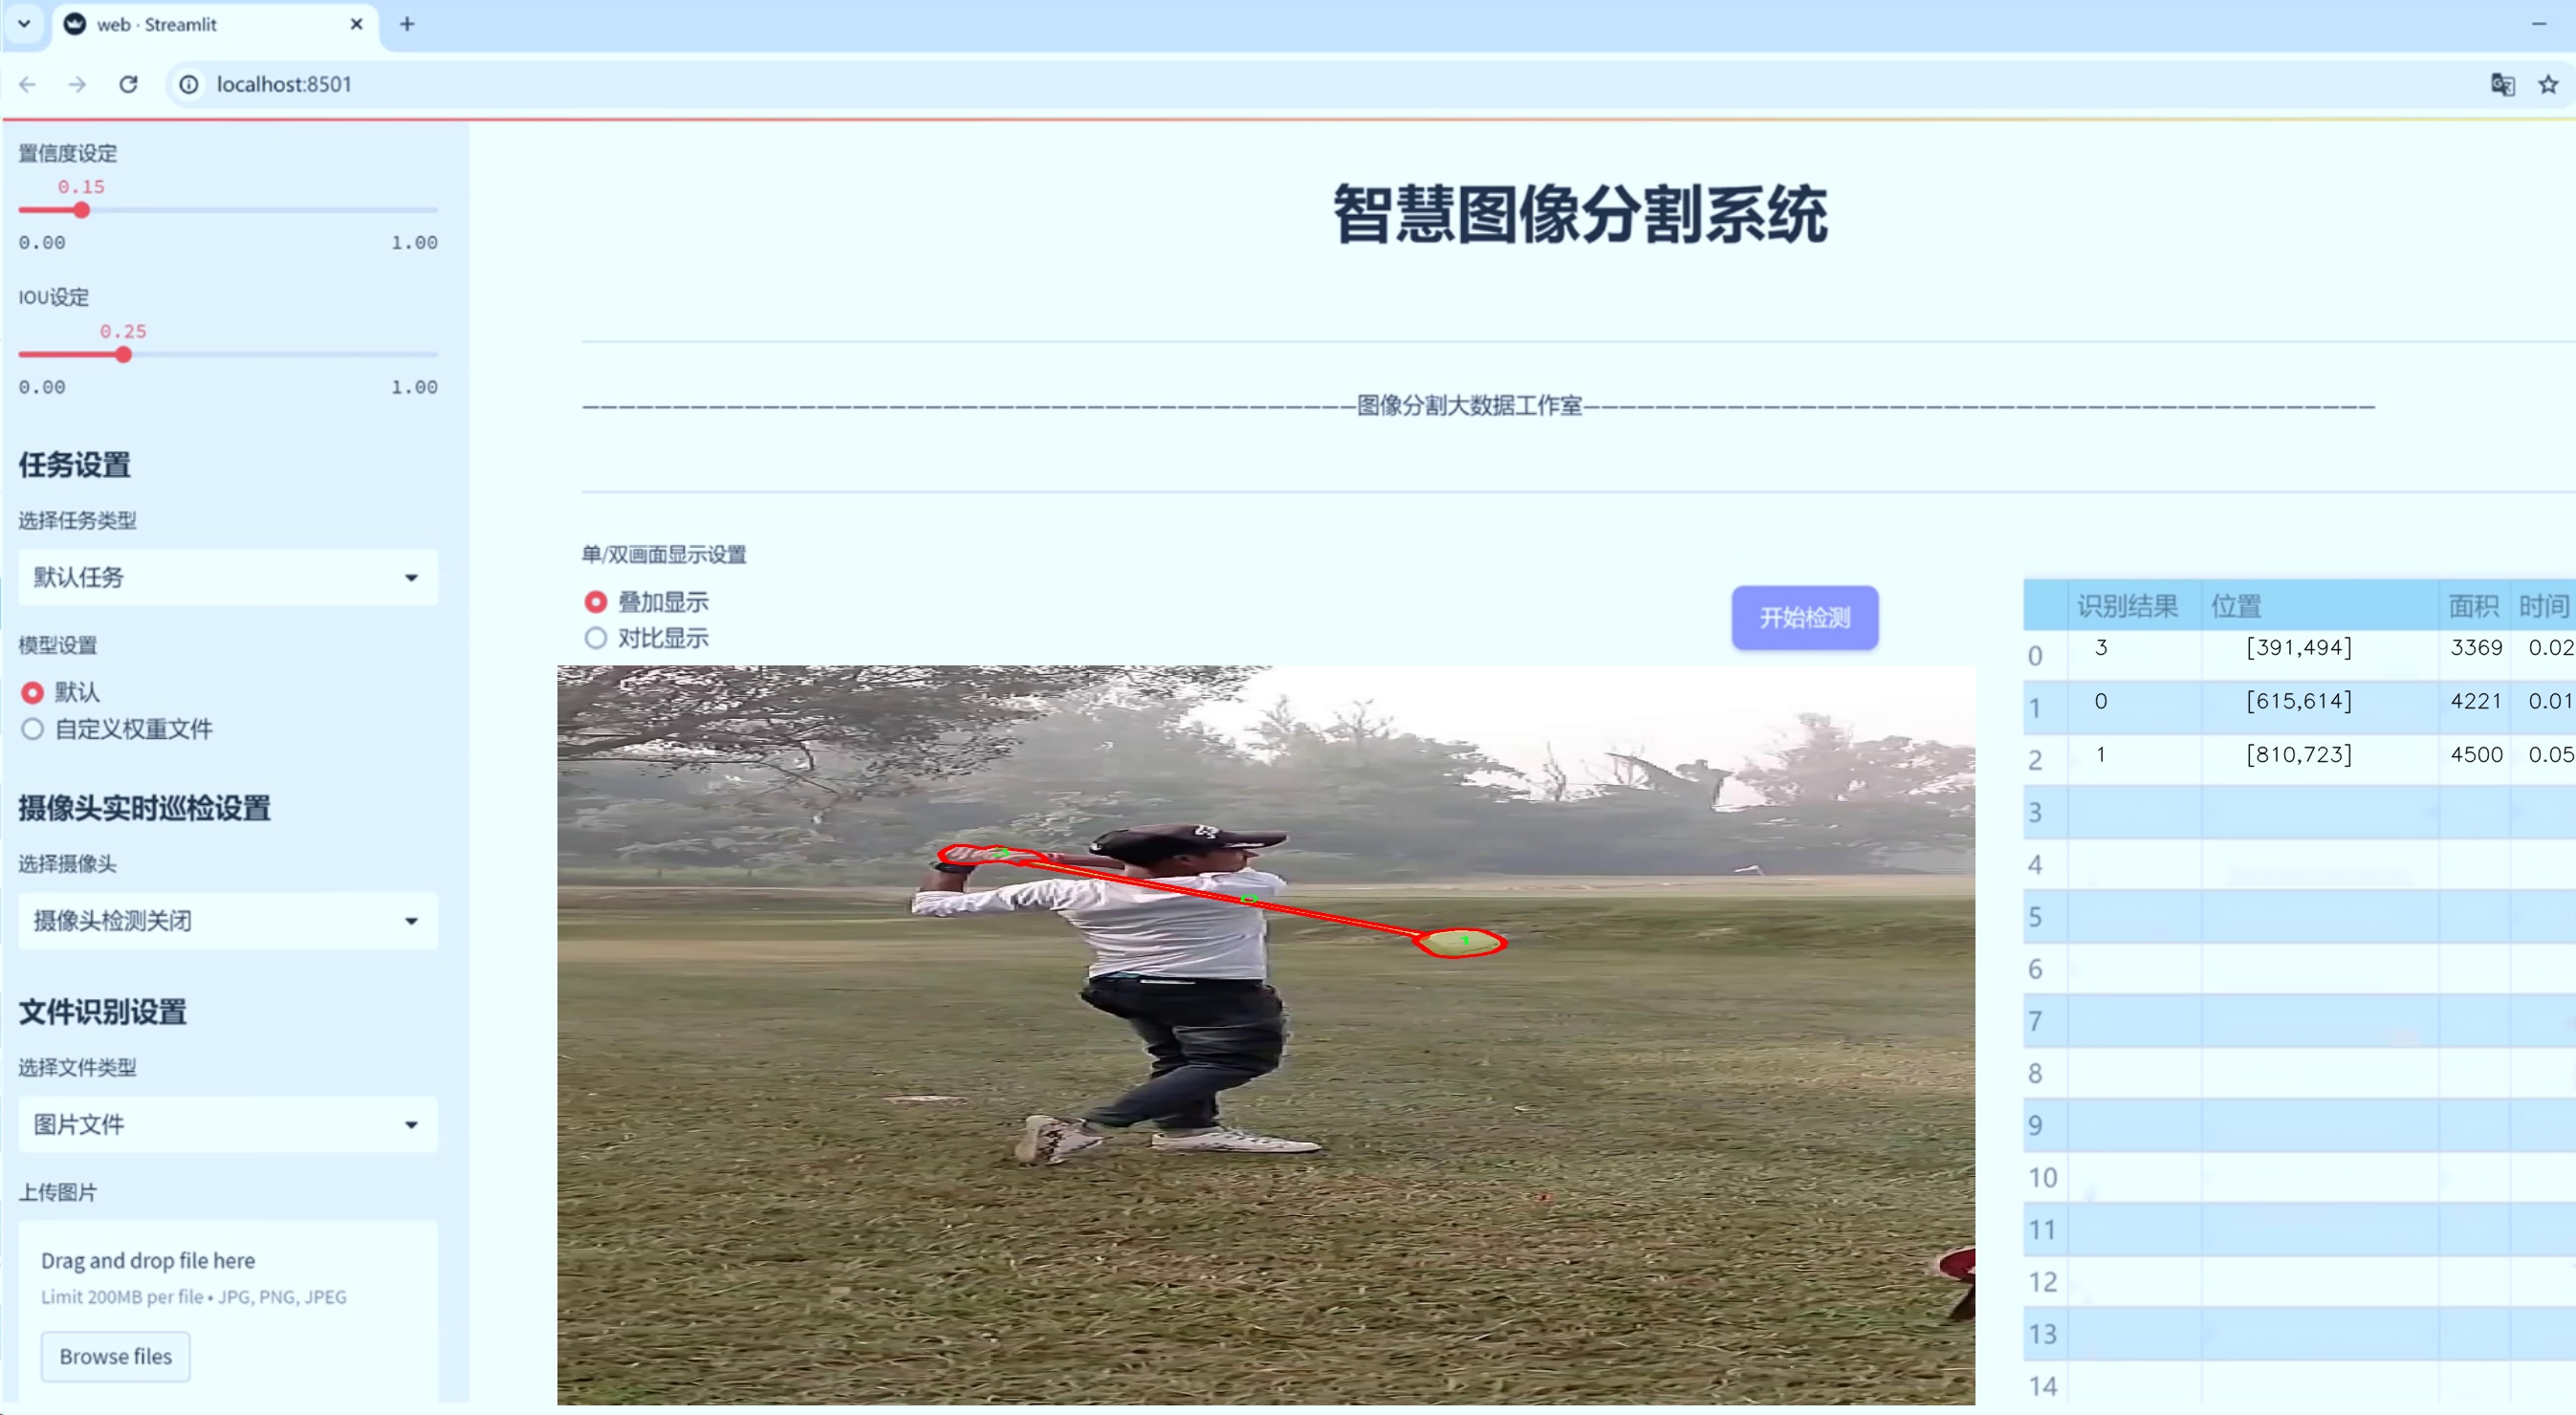 web · Streamlit
localhost:8501
置信度设定
0.15
0.00 1.00
IOU设定
0.25
0.00 1.00
任务设置
选择任务类型
默认任务
模型设置
默认
自定义权重文件
摄像头实时巡检设置
选择摄像头
摄像头检测关闭
文件识别设置
选择文件类型
图片文件
上传图片
Drag and drop file here
Limit 200MB per file • JPG, PNG, JPEG
Browse files
智慧图像分割系统
图像分割大数据工作室
单/双画面显示设置
叠加显示
对比显示
开始检测
识别结果 位置 面积 时间
0 3 [391,494] 3369 0.02
1 0 [615,614] 4221 0.01
2 1 [810,723] 4500 0.05
3
4
5
6
7
8
9
10
11
12
13
14